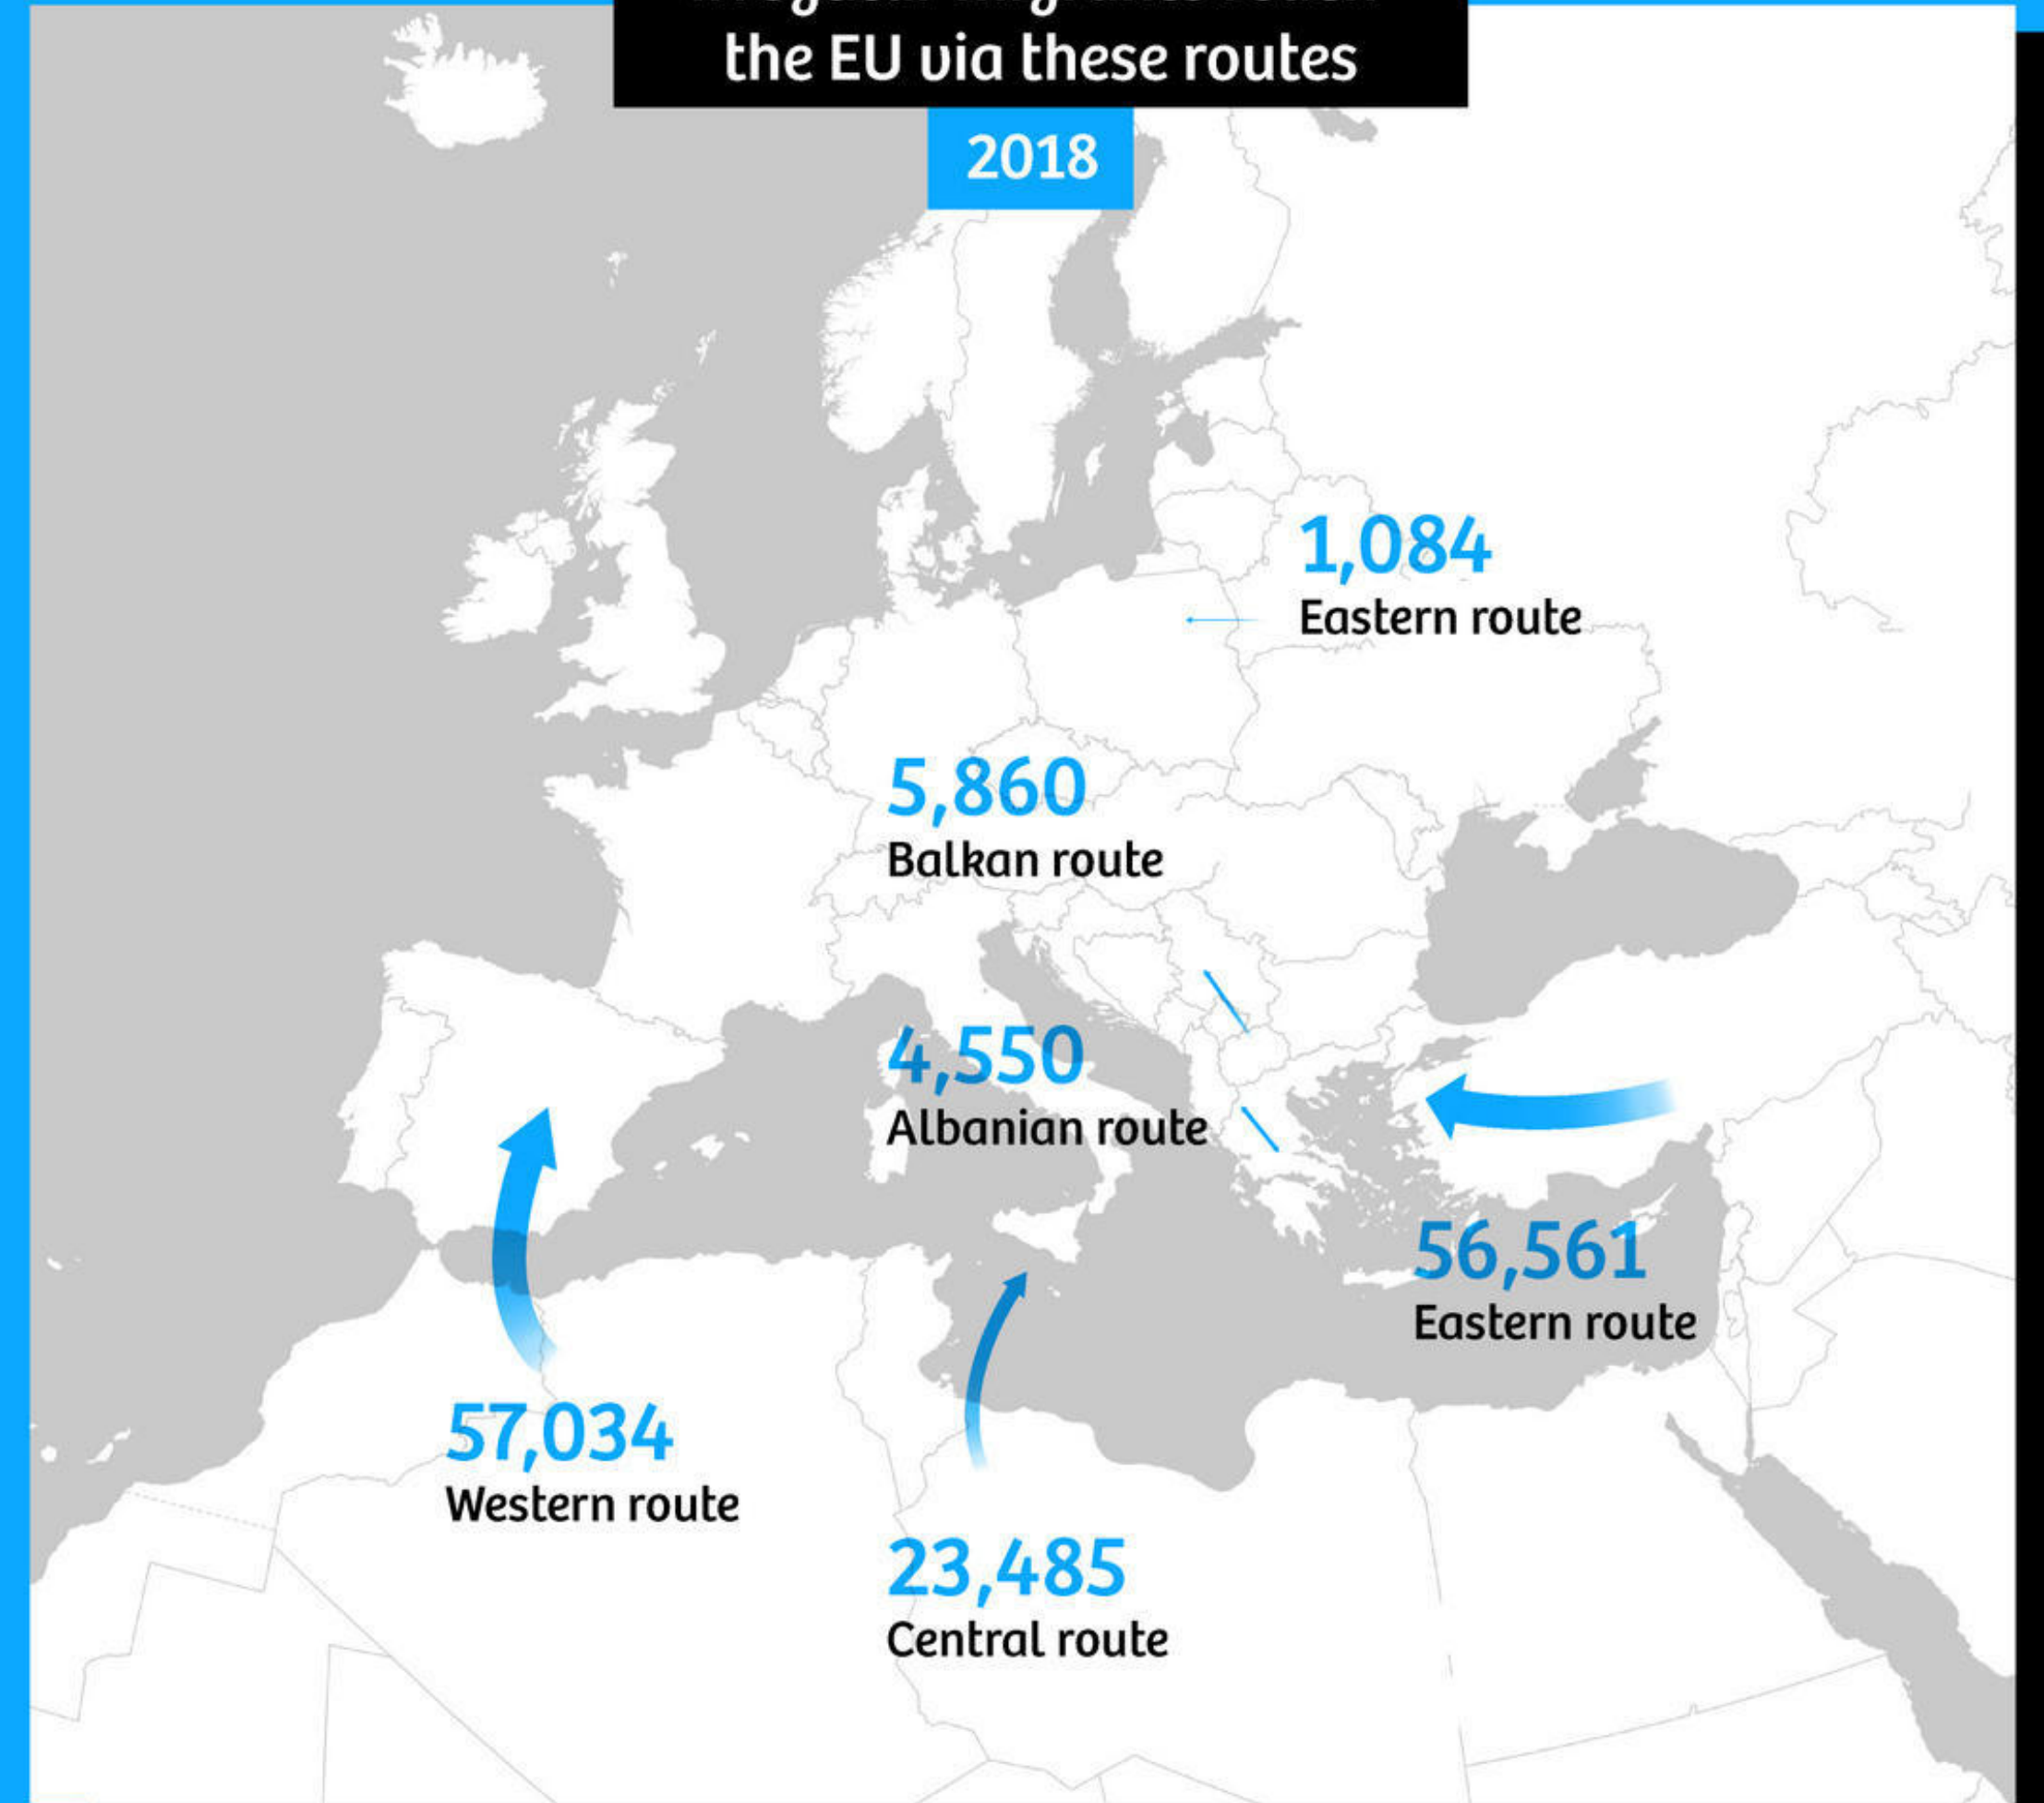 the EU via these routes
2018
1,084
Eastern route
5,860
Balkan route
4,550
Albanian route
56,561
Eastern route
57,034
Western route
23,485
Central route